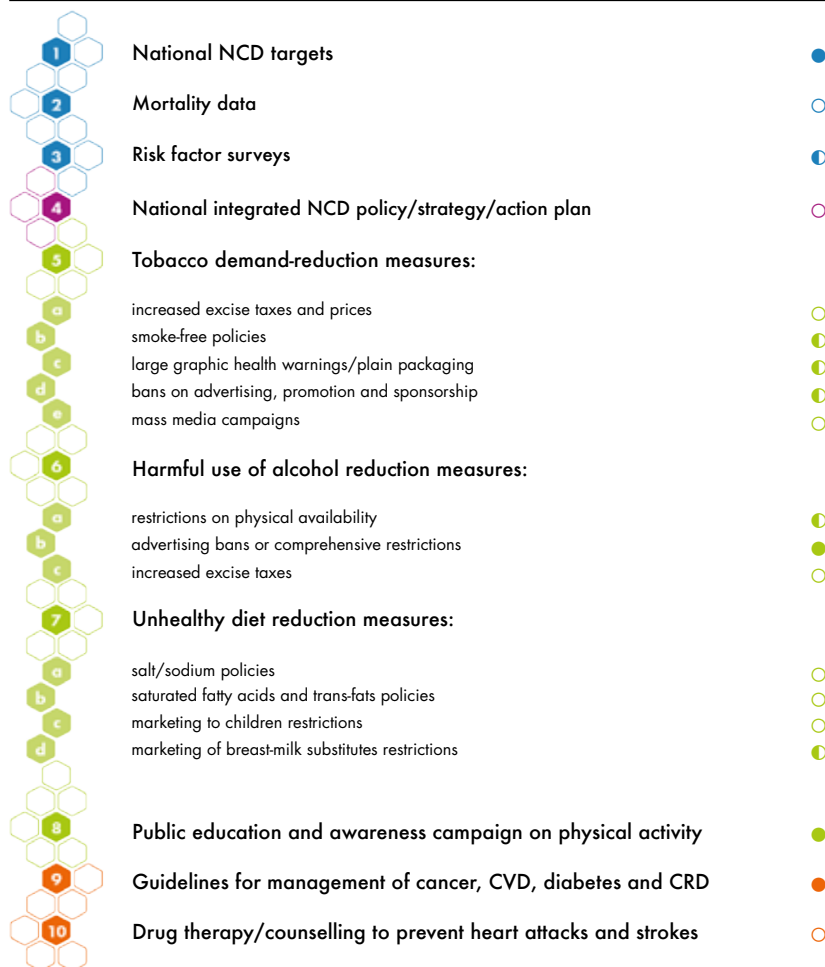 1 National NCD targets ●
2 Mortality data ○
3 Risk factor surveys ◐
4 National integrated NCD policy/strategy/action plan ○
5 Tobacco demand-reduction measures:
a increased excise taxes and prices ○
b smoke-free policies ◐
c large graphic health warnings/plain packaging ◐
d bans on advertising, promotion and sponsorship ◐
e mass media campaigns ○
6 Harmful use of alcohol reduction measures:
a restrictions on physical availability ◐
b advertising bans or comprehensive restrictions ●
c increased excise taxes ○
7 Unhealthy diet reduction measures:
a salt/sodium policies ○
b saturated fatty acids and trans-fats policies ○
c marketing to children restrictions ○
d marketing of breast-milk substitutes restrictions ◐
8 Public education and awareness campaign on physical activity ●
9 Guidelines for management of cancer, CVD, diabetes and CRD ●
10 Drug therapy/counselling to prevent heart attacks and strokes ○